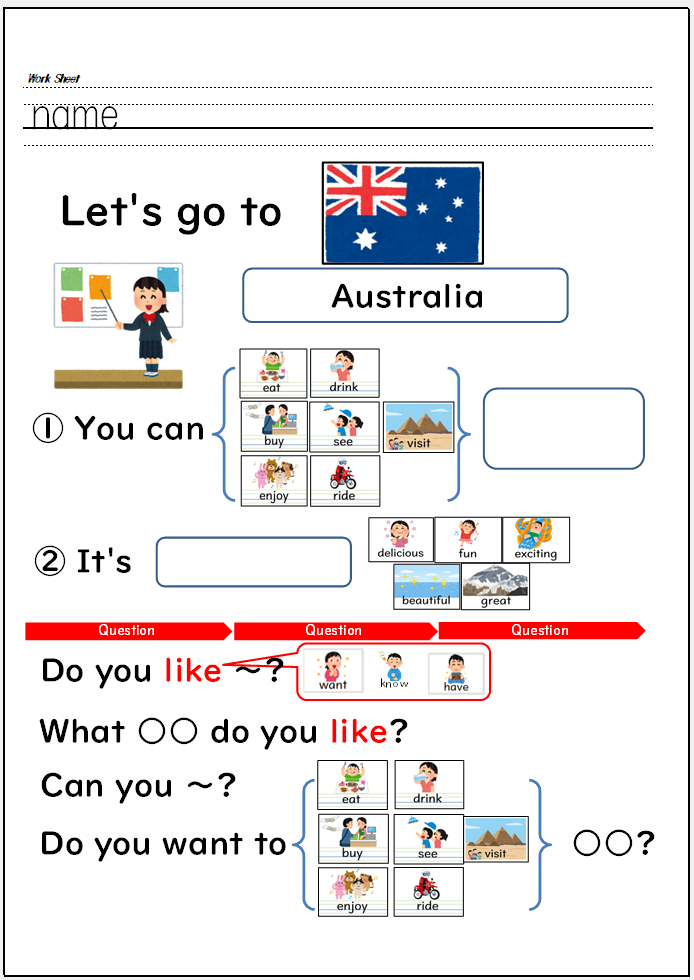 Work Sheet
name
Let's go to
Australia
eat drink
① You can
buy see visit
enjoy ride
② It's
delicious fun exciting
beautiful great
Question Question Question
Do you like ～?
want know have
What ○○ do you like?
Can you ～?
eat drink
Do you want to
buy see visit
○○?
enjoy ride